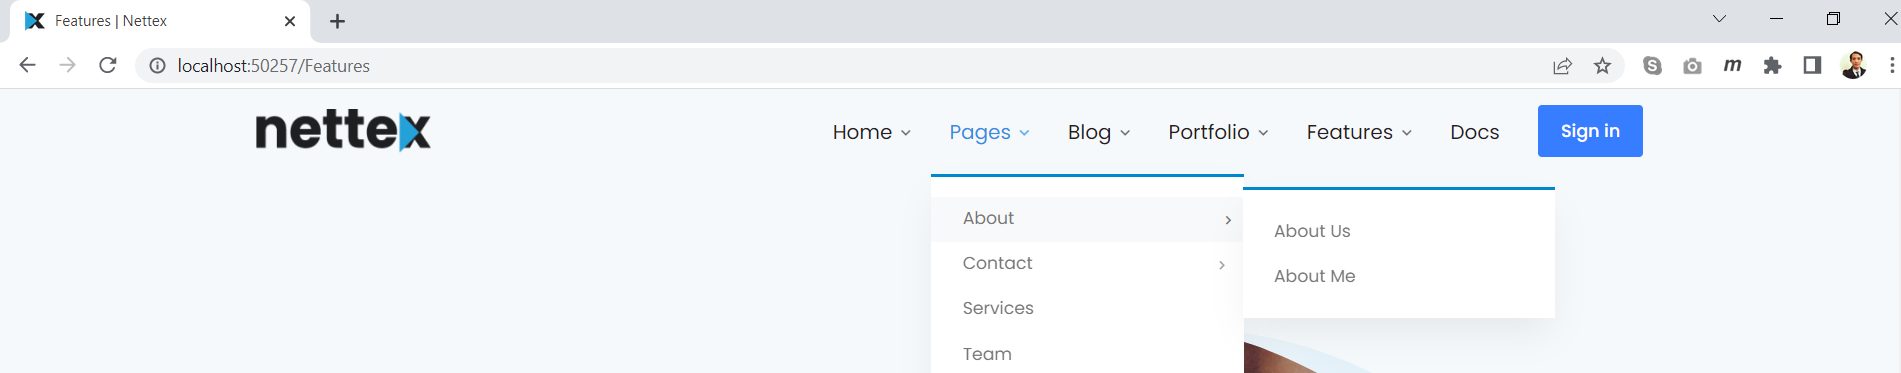 Features | Nettex
localhost:50257/Features
nettex
Home Pages Blog Portfolio Features Docs Sign in
About
Contact
Services
Team
About Us
About Me